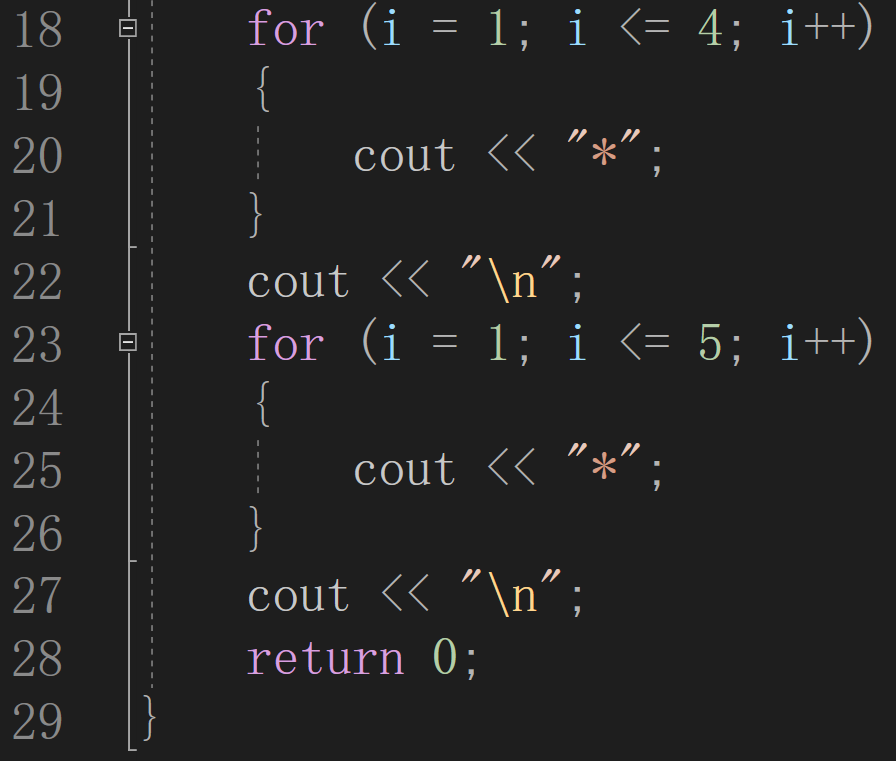 18 for (i = 1; i <= 4; i++)
19 {
20 cout << "*";
21 }
22 cout << "\n";
23 for (i = 1; i <= 5; i++)
24 {
25 cout << "*";
26 }
27 cout << "\n";
28 return 0;
29 }